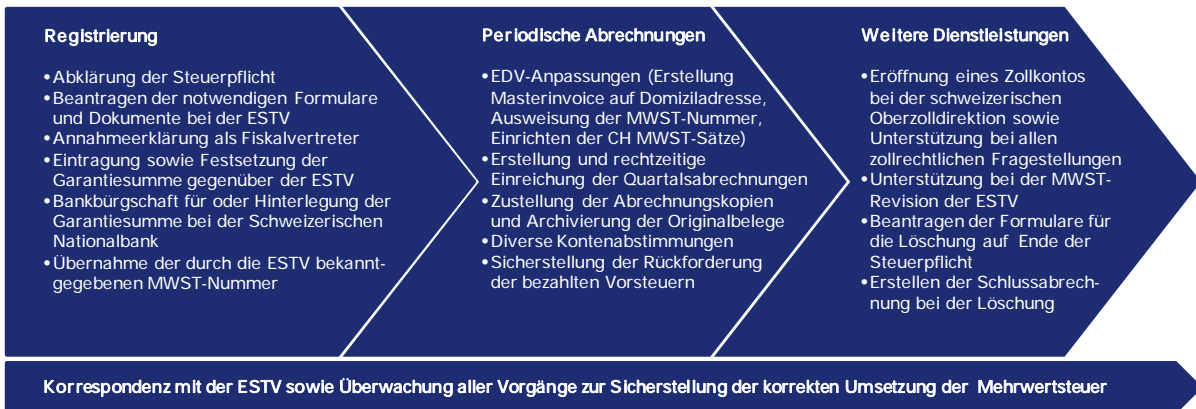 Registrierung
•Abklärung der Steuerpflicht
•Beantragen der notwendigen Formulare
und Dokumente bei der ESTV
•Annahmeerklärung als Fiskalvertreter
•Eintragung sowie Festsetzung der
Garantiesumme gegenüber der ESTV
•Bankbürgschaft für oder Hinterlegung der
Garantiesumme bei der Schweizerischen
Nationalbank
•Übernahme der durch die ESTV bekannt-
gegebenen MWST-Nummer
Periodische Abrechnungen
•EDV-Anpassungen (Erstellung
Masterinvoice auf Domiziladresse,
Ausweisung der MWST-Nummer,
Einrichten der CH MWST-Sätze)
•Erstellung und rechtzeitige
Einreichung der Quartalsabrechnungen
•Zustellung der Abrechnungskopien
und Archivierung der Originalbelege
•Diverse Kontenabstimmungen
•Sicherstellung der Rückforderung
der bezahlten Vorsteuern
Weitere Dienstleistungen
•Eröffnung eines Zollkontos
bei der schweizerischen
Oberzolldirektion sowie
Unterstützung bei allen
zollrechtlichen Fragestellungen
•Unterstützung bei der MWST-
Revision der ESTV
•Beantragen der Formulare für
die Löschung auf Ende der
Steuerpflicht
•Erstellen der Schlussabrech-
nung bei der Löschung
Korrespondenz mit der ESTV sowie Überwachung aller Vorgänge zur Sicherstellung der korrekten Umsetzung der Mehrwertsteuer